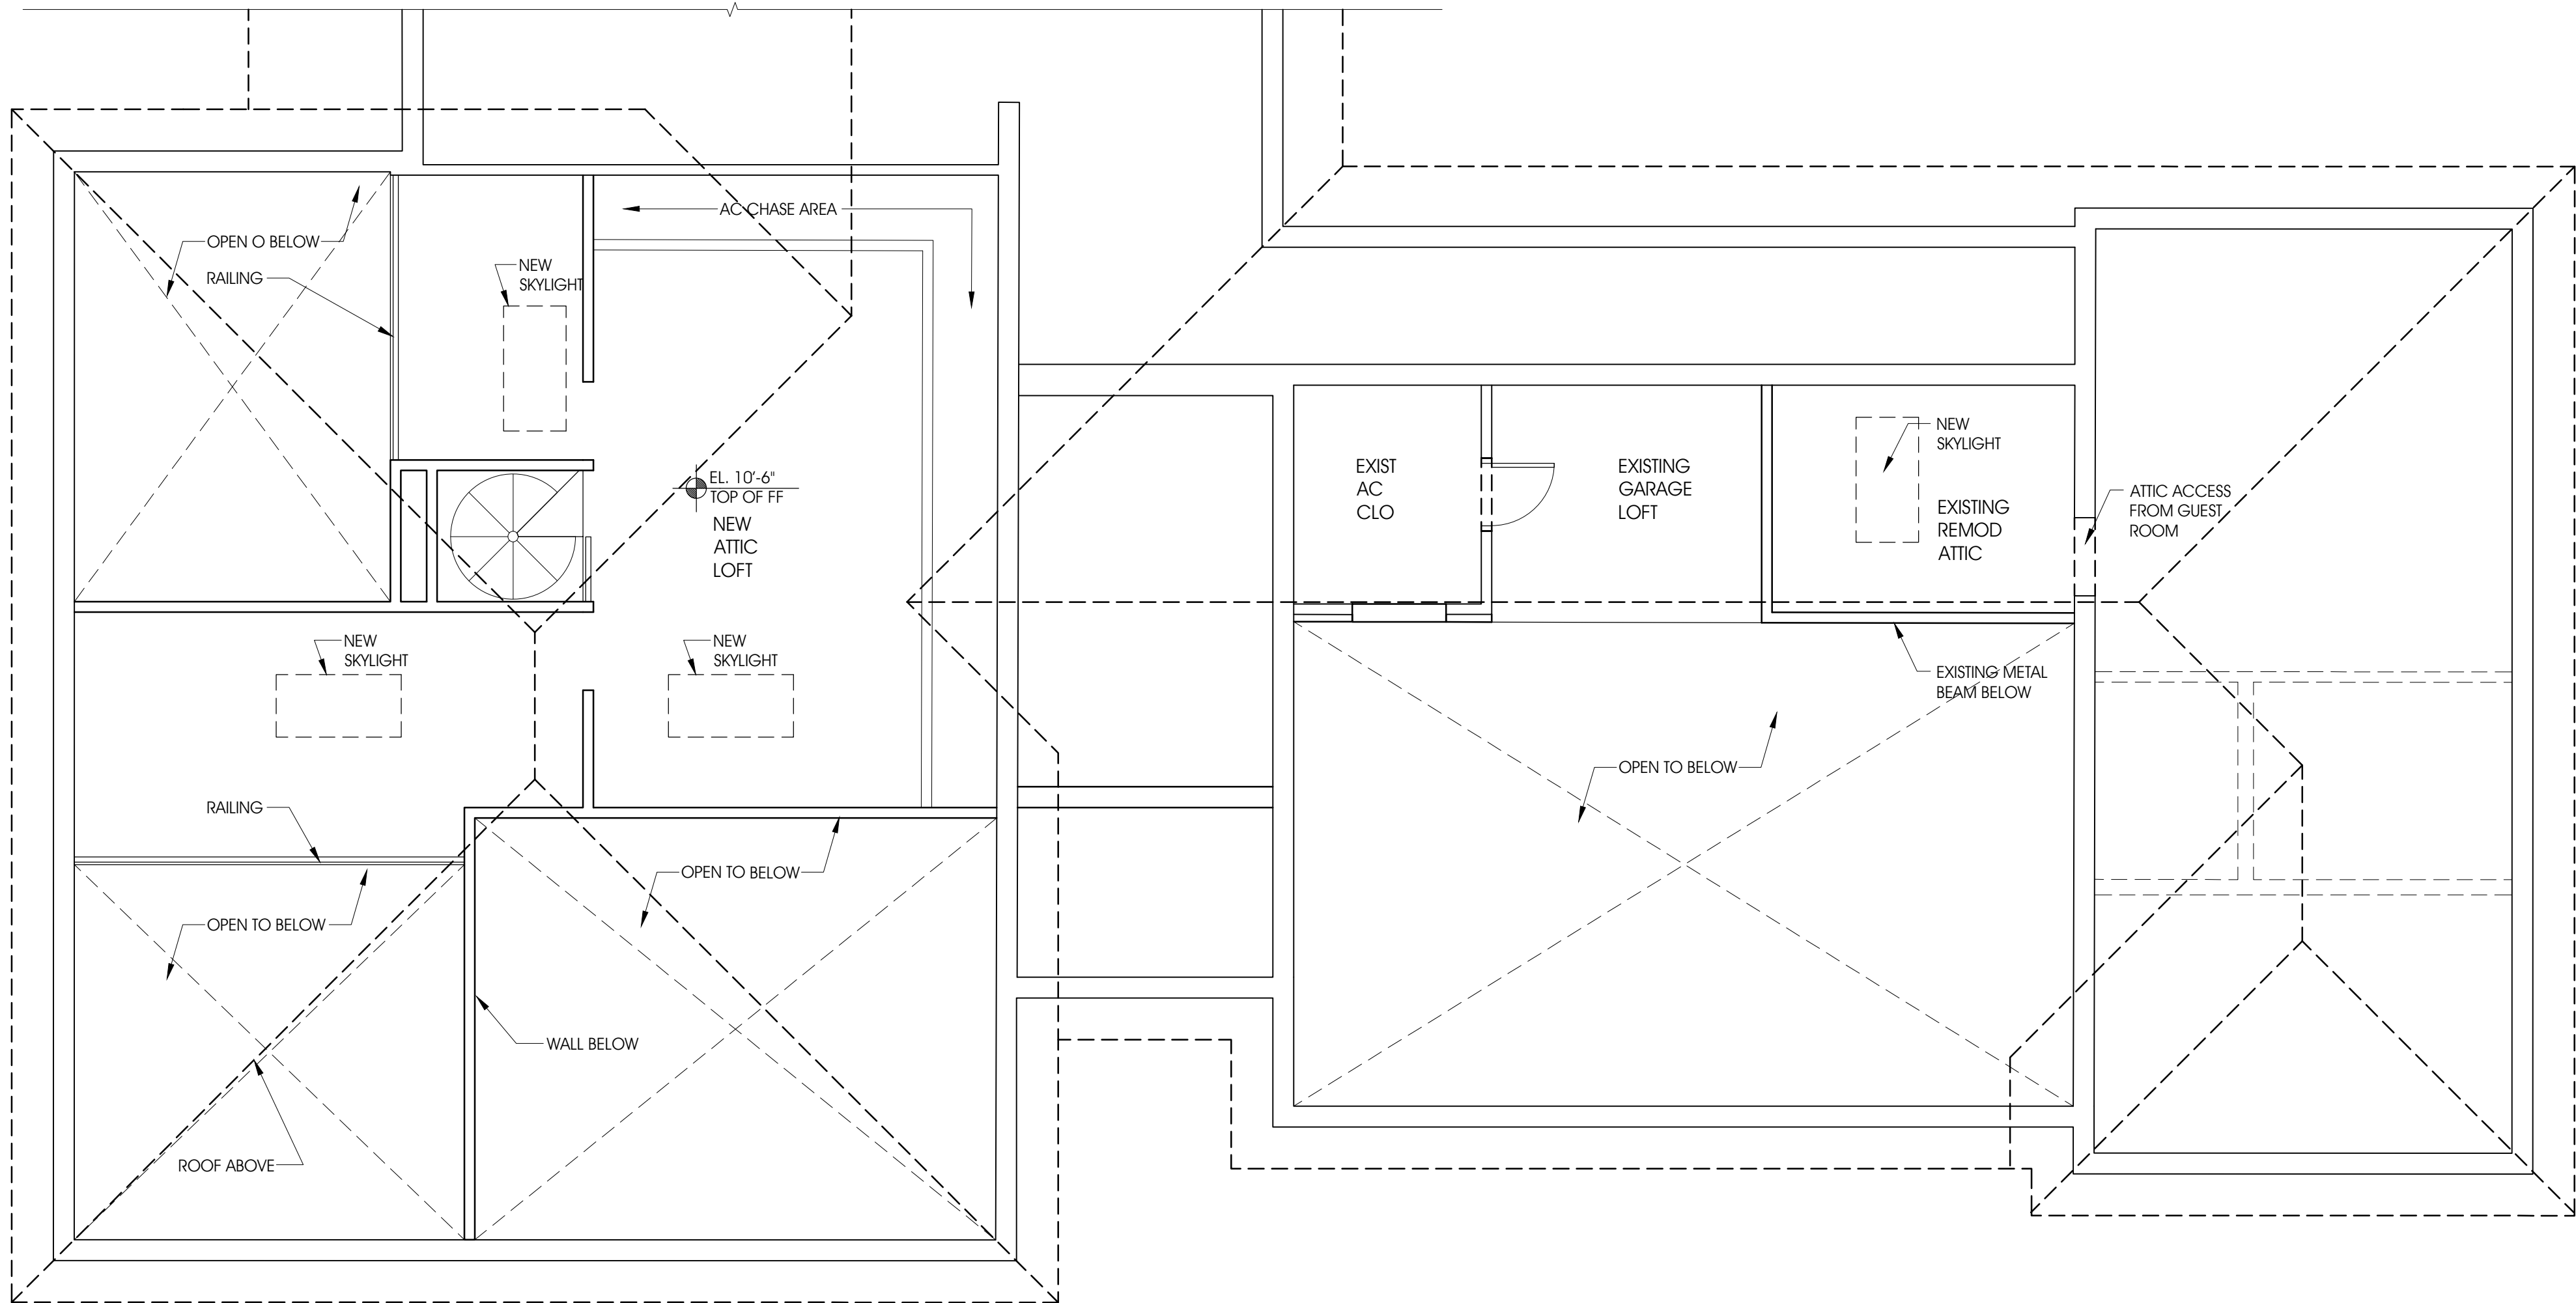 AC CHASE AREA
OPEN O BELOW
RAILING
NEW
SKYLIGHT
EL. 10'-6"
TOP OF FF
NEW
ATTIC
LOFT
NEW
SKYLIGHT
NEW
SKYLIGHT
RAILING
OPEN TO BELOW
OPEN TO BELOW
WALL BELOW
ROOF ABOVE
EXIST
AC
CLO
EXISTING
GARAGE
LOFT
NEW
SKYLIGHT
EXISTING
REMOD
ATTIC
ATTIC ACCESS
FROM GUEST
ROOM
EXISTING METAL
BEAM BELOW
OPEN TO BELOW